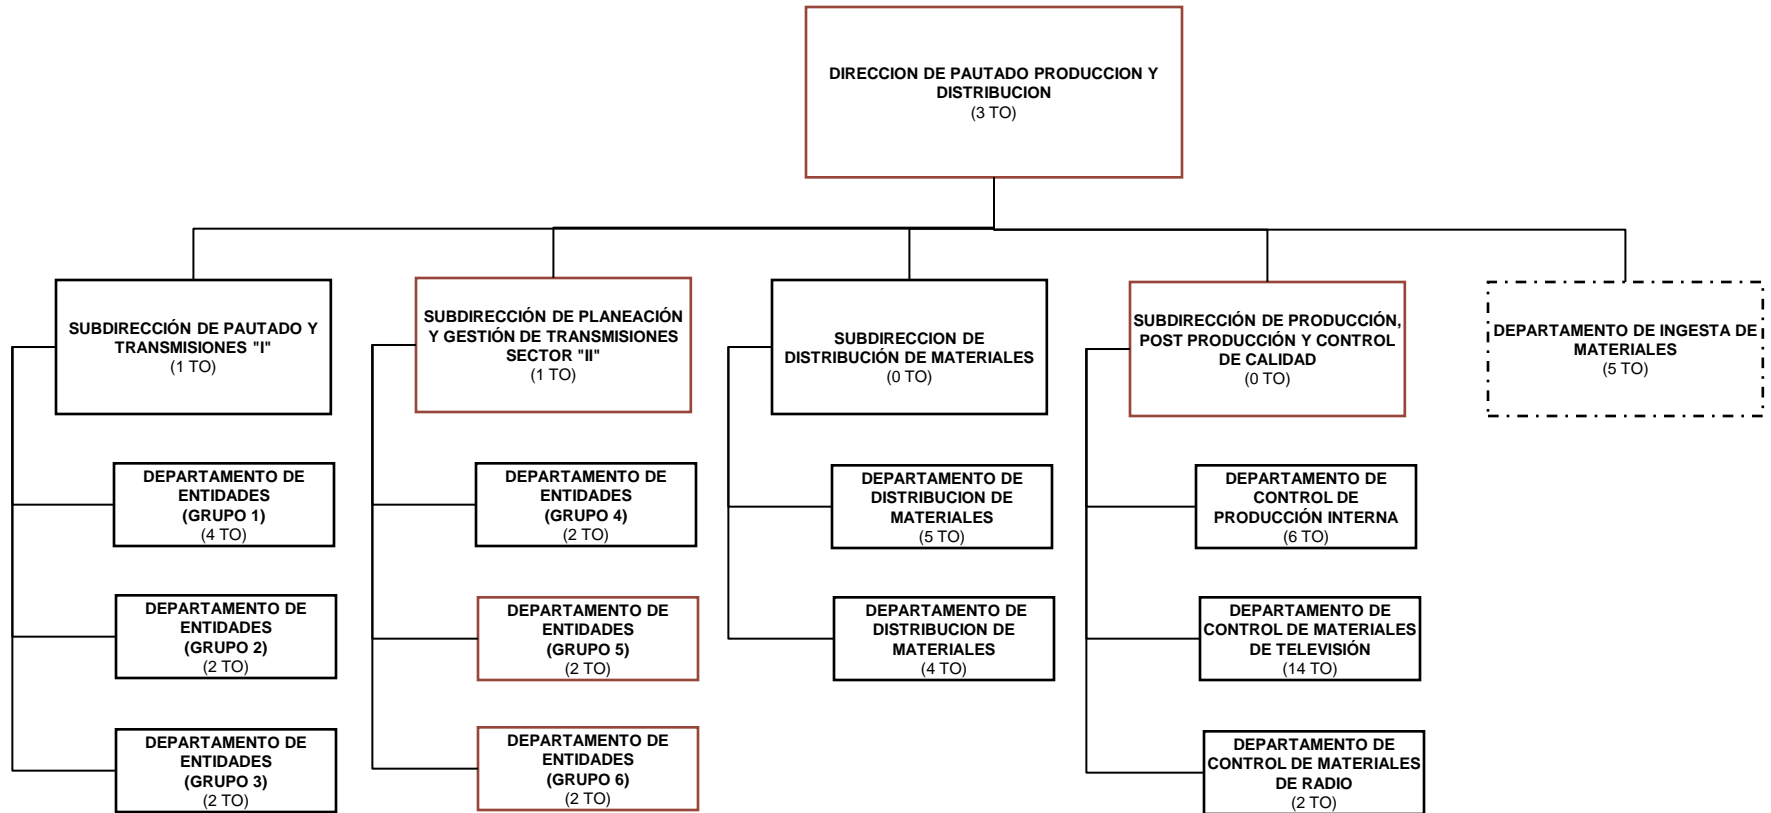 DIRECCION DE PAUTADO PRODUCCION Y
DISTRIBUCION
(3 TO)
SUBDIRECCIÓN DE PAUTADO Y
TRANSMISIONES "I"
(1 TO)
SUBDIRECCIÓN DE PLANEACIÓN
Y GESTIÓN DE TRANSMISIONES
SECTOR "II"
(1 TO)
SUBDIRECCION DE
DISTRIBUCIÓN DE MATERIALES
(0 TO)
SUBDIRECCIÓN DE PRODUCCIÓN,
POST PRODUCCIÓN Y CONTROL
DE CALIDAD
(0 TO)
DEPARTAMENTO DE INGESTA DE
MATERIALES
(5 TO)
DEPARTAMENTO DE
ENTIDADES
(GRUPO 1)
(4 TO)
DEPARTAMENTO DE
ENTIDADES
(GRUPO 4)
(2 TO)
DEPARTAMENTO DE
DISTRIBUCION DE
MATERIALES
(5 TO)
DEPARTAMENTO DE
CONTROL DE
PRODUCCIÓN INTERNA
(6 TO)
DEPARTAMENTO DE
ENTIDADES
(GRUPO 2)
(2 TO)
DEPARTAMENTO DE
ENTIDADES
(GRUPO 5)
(2 TO)
DEPARTAMENTO DE
DISTRIBUCION DE
MATERIALES
(4 TO)
DEPARTAMENTO DE
CONTROL DE MATERIALES
DE TELEVISIÓN
(14 TO)
DEPARTAMENTO DE
ENTIDADES
(GRUPO 3)
(2 TO)
DEPARTAMENTO DE
ENTIDADES
(GRUPO 6)
(2 TO)
DEPARTAMENTO DE
CONTROL DE MATERIALES
DE RADIO
(2 TO)